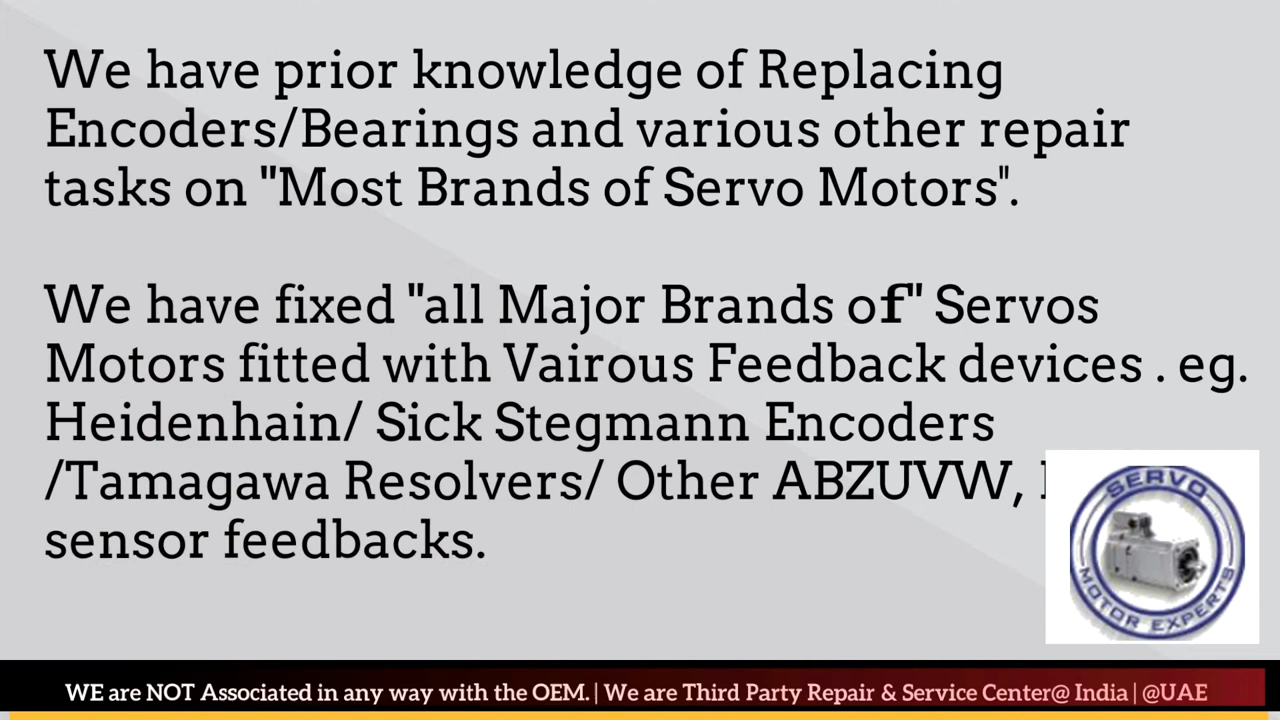 We have prior knowledge of Replacing
Encoders/Bearings and various other repair
tasks on "Most Brands of Servo Motors".
We have fixed "all Major Brands of" Servos
Motors fitted with Vairous Feedback devices . eg.
Heidenhain/ Sick Stegmann Encoders
/Tamagawa Resolvers/ Other ABZUVW,
sensor feedbacks.
SERVO
MOTOR EXPERTS
WE are NOT Associated in any way with the OEM. | We are Third Party Repair & Service Center@ India | @UAE